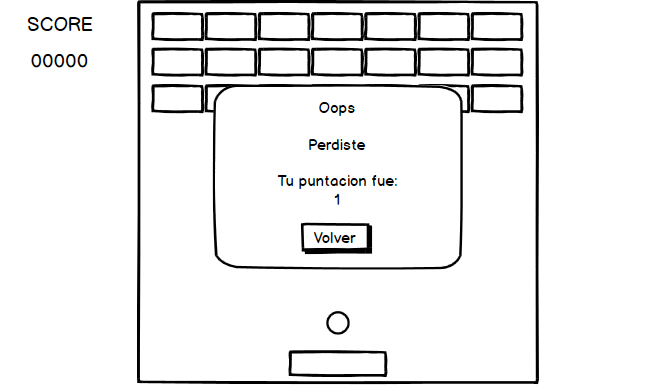 SCORE
00000
Oops
Perdiste
Tu puntacion fue:
1
Volver